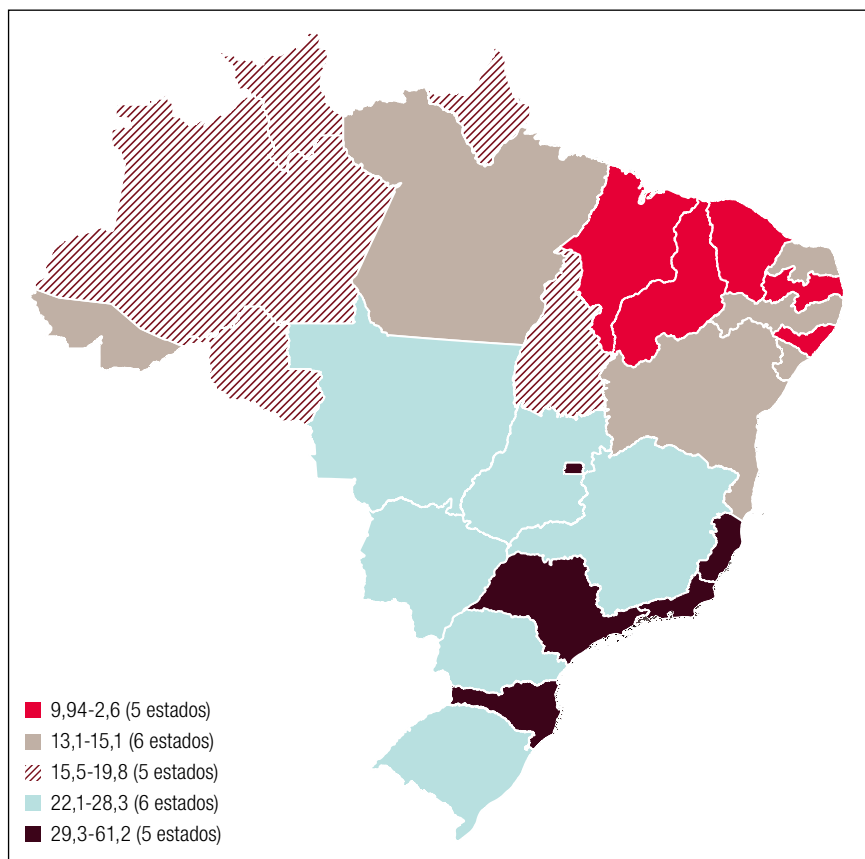 9,94-2,6 (5 estados)
13,1-15,1 (6 estados)
15,5-19,8 (5 estados)
22,1-28,3 (6 estados)
29,3-61,2 (5 estados)